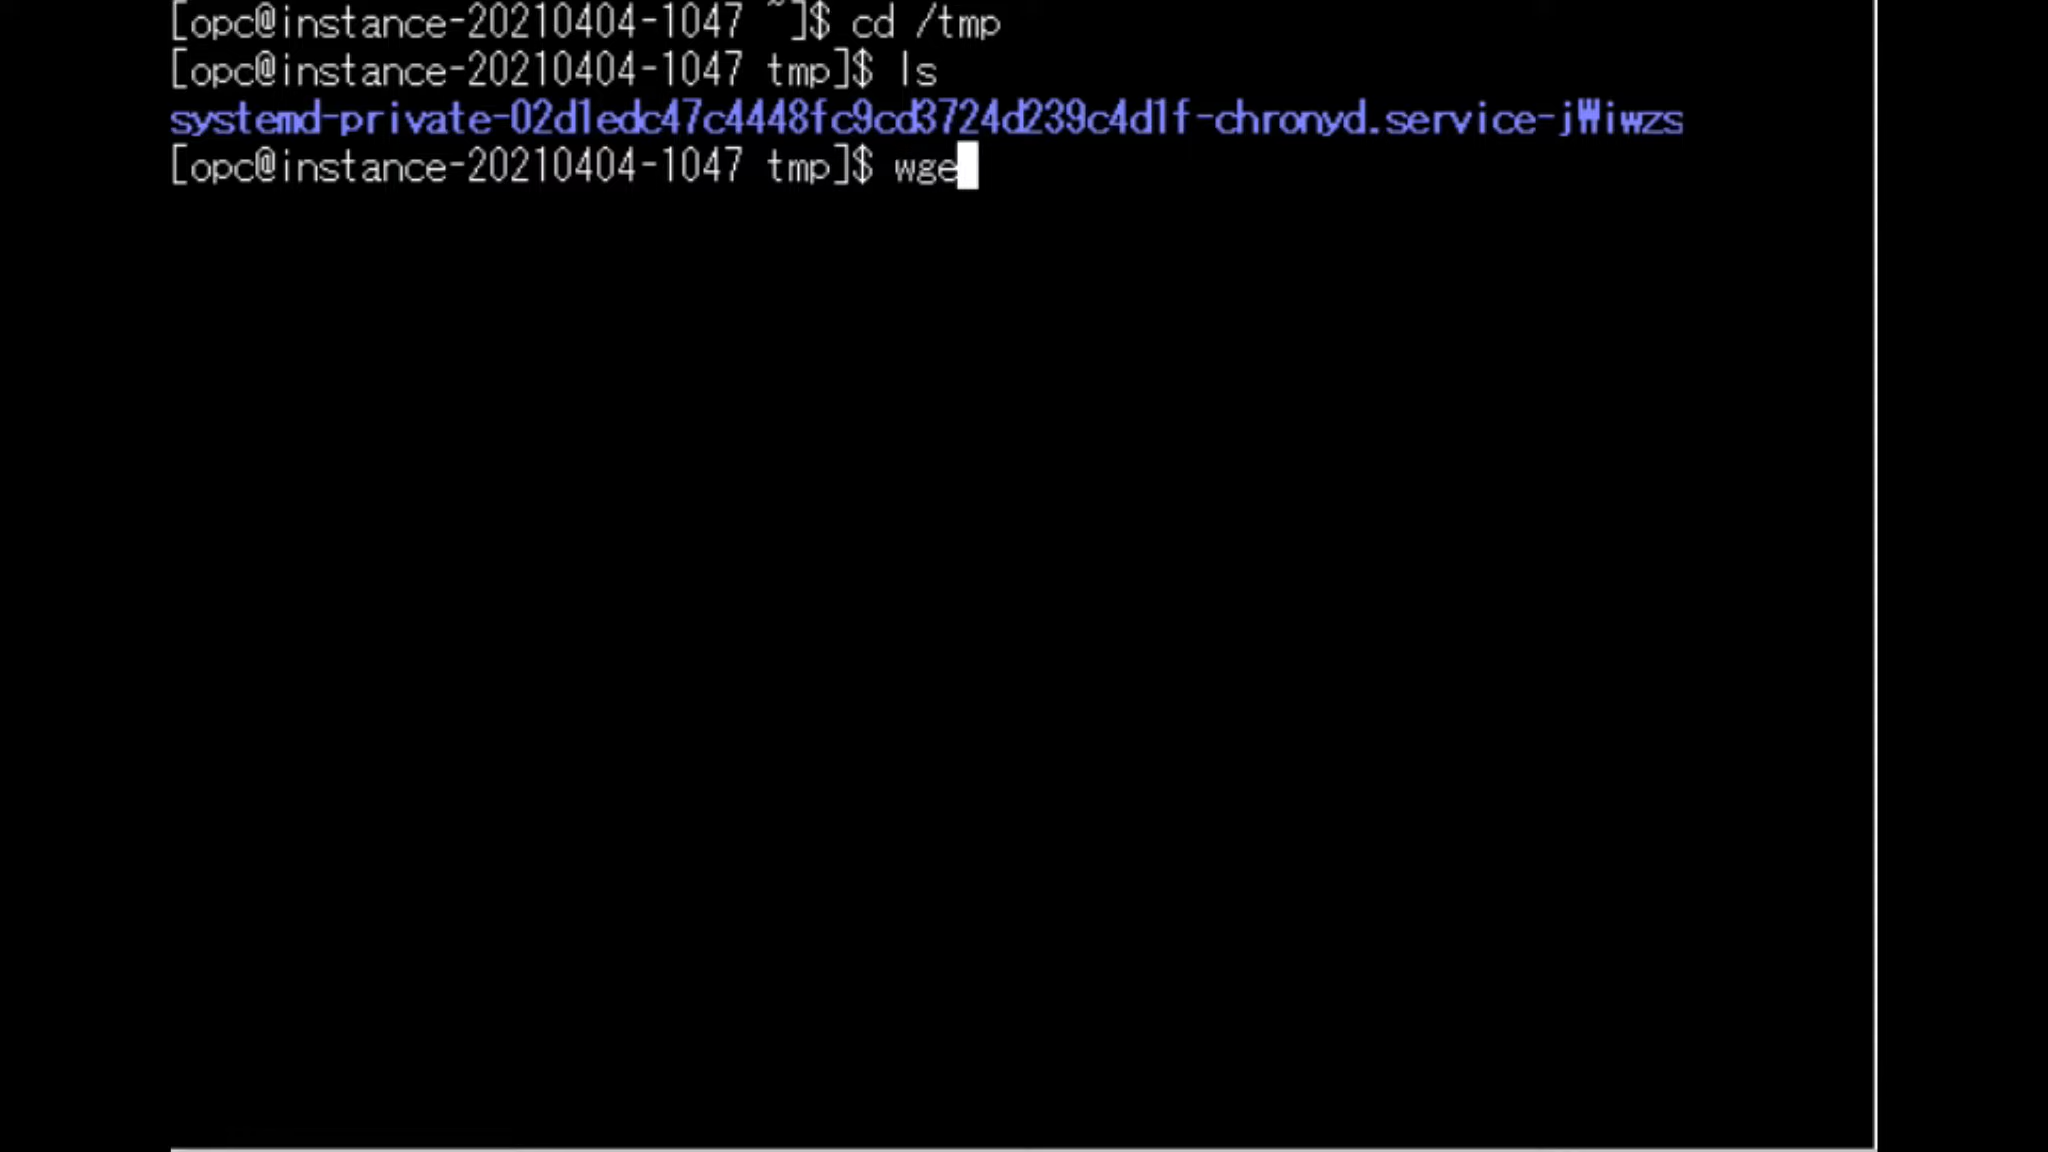 [opc@instance-20210404-1047 ~]$ cd /tmp
[opc@instance-20210404-1047 tmp]$ ls
systemd-private-02d1edc47c4448fc9cd3724d239c4d1f-chronyd.service-jWiwzs
[opc@instance-20210404-1047 tmp]$ wge